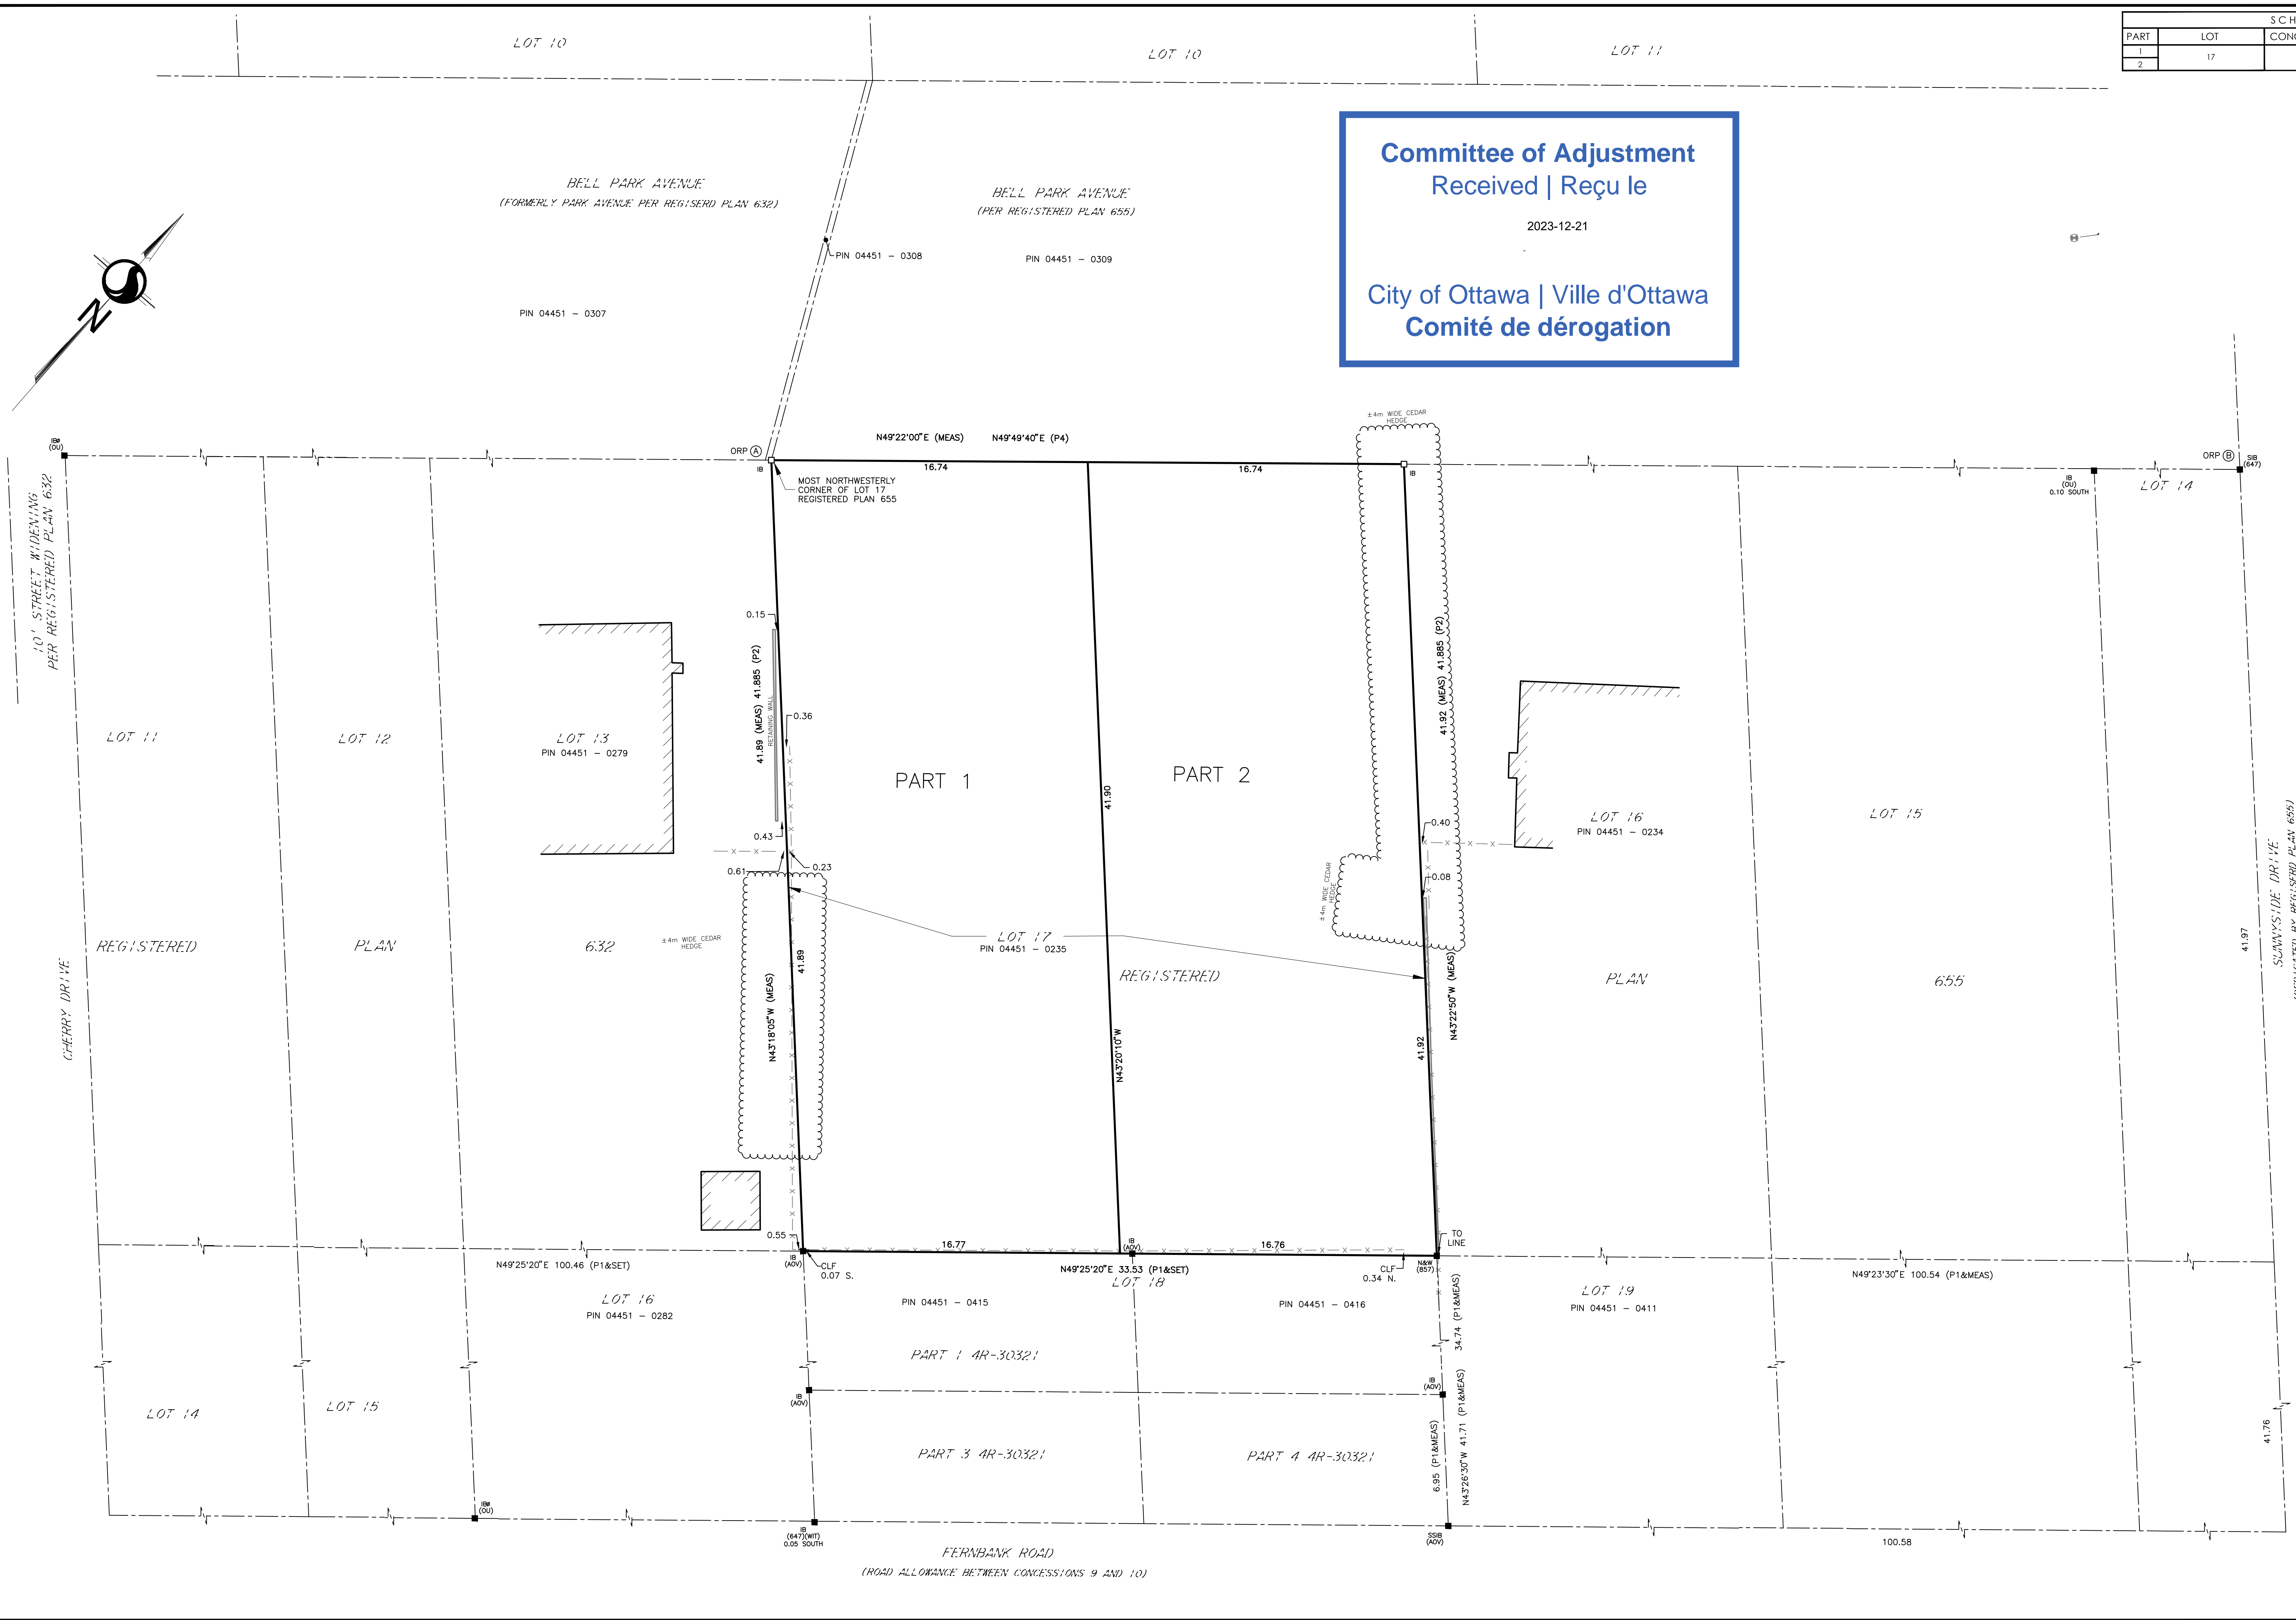 LOT 10
LOT 10
LOT 11
S C H
PART
LOT
1
17
2
Committee of Adjustment
Received | Reçu le
2023-12-21
-
City of Ottawa | Ville d'Ottawa
Comité de dérogation
BELL PARK AVENUE
(FORMERLY PARK AVENUE PER REGISERD PLAN 632)
BELL PARK AVENUE
(PER REGISTERED PLAN 655)
PIN 04451 - 0308
PIN 04451 - 0309
PIN 04451 - 0307
N
H
±4m WIDE CEDAR
HEDGE
N49°22'00"E (MEAS)
N49°49'40"E (P4)
IBø
(OU)
ORP A
IB
16.74
16.74
IB
ORP B
SIB
(647)
IB
(OU)
0.10 SOUTH
LOT 14
MOST NORTHWESTERLY
CORNER OF LOT 17
REGISTERED PLAN 655
10' STREET WIDENING
PER REGISTERED PLAN 632
0.15
41.89 (MEAS) 41.885 (P2)
RETAINING WALL
0.36
41.92 (MEAS) 41.885 (P2)
LOT 11
LOT 12
LOT 13
PIN 04451 - 0279
PART 1
PART 2
41.90
LOT 16
PIN 04451 - 0234
LOT 15
0.43
0.40
0.61
0.23
0.08
±4m WIDE CEDAR
HEDGE
±4m WIDE CEDAR
HEDGE
LOT 17
PIN 04451 - 0235
REGISTERED
PLAN
632
REGISTERED
PLAN
655
41.89
N43°18'05"W (MEAS)
N43°20'10"W
41.92
N43°22'50"W (MEAS)
41.97
SUNNYSIDE DRIVE
CHERRY DRIVE
0.55
16.77
IB
(AOV)
16.76
TO
LINE
N49°25'20"E 100.46 (P1&SET)
IB
(AOV)
CLF
0.07 S.
N49°25'20"E 33.53 (P1&SET)
LOT 18
CLF
0.34 N.
N&W
(857)
N49°23'30"E 100.54 (P1&MEAS)
LOT 16
PIN 04451 - 0282
PIN 04451 - 0415
PIN 04451 - 0416
34.74 (P1&MEAS)
LOT 19
PIN 04451 - 0411
PART 1 4R-30321
IB
(AOV)
IB
(AOV)
LOT 14
LOT 15
PART 3 4R-30321
PART 4 4R-30321
6.95 (P1&MEAS)
N43°26'30"W 41.71 (P1&MEAS)
41.76
IBø
(OU)
IB
(647)(WIT)
0.05 SOUTH
SSIB
(AOV)
100.58
FERNBANK ROAD
(ROAD ALLOWANCE BETWEEN CONCESSIONS 9 AND 10)